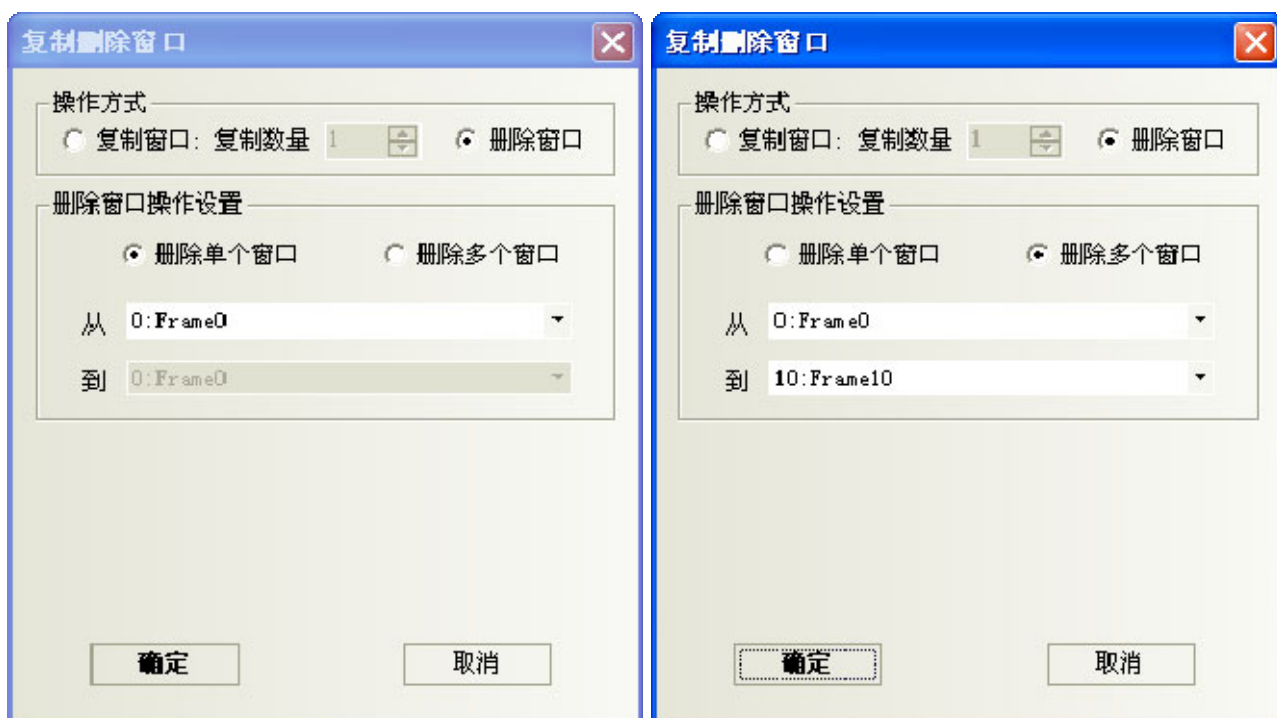 复制删除窗口
操作方式
复制窗口: 复制数量 1 删除窗口
删除窗口操作设置
删除单个窗口 删除多个窗口
从 0:Frame0
到 0:Frame0
确定 取消
复制删除窗口
操作方式
复制窗口: 复制数量 1 删除窗口
删除窗口操作设置
删除单个窗口 删除多个窗口
从 0:Frame0
到 10:Frame10
确定 取消